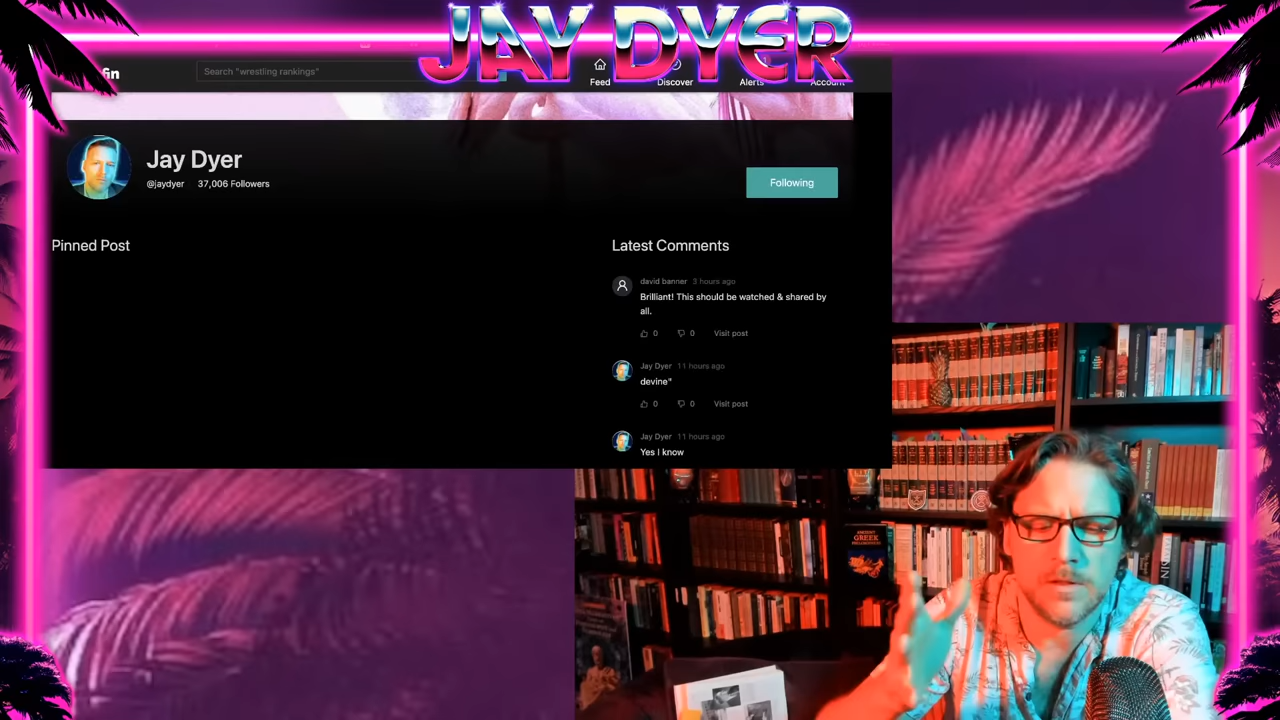 JAY DYER
Gn
Search "wrestling rankings"
Feed
Discover
Alerts
Account
Jay Dyer
@jaydyer 37,006 Followers
Following
Pinned Post
Latest Comments
david banner 3 hours ago
Brilliant! This should be watched & shared by
all.
0 0 Visit post
Jay Dyer 11 hours ago
devine*
0 0 Visit post
Jay Dyer 11 hours ago
Yes I know
ANCIENT
GREEK
PHILOSOPHERS